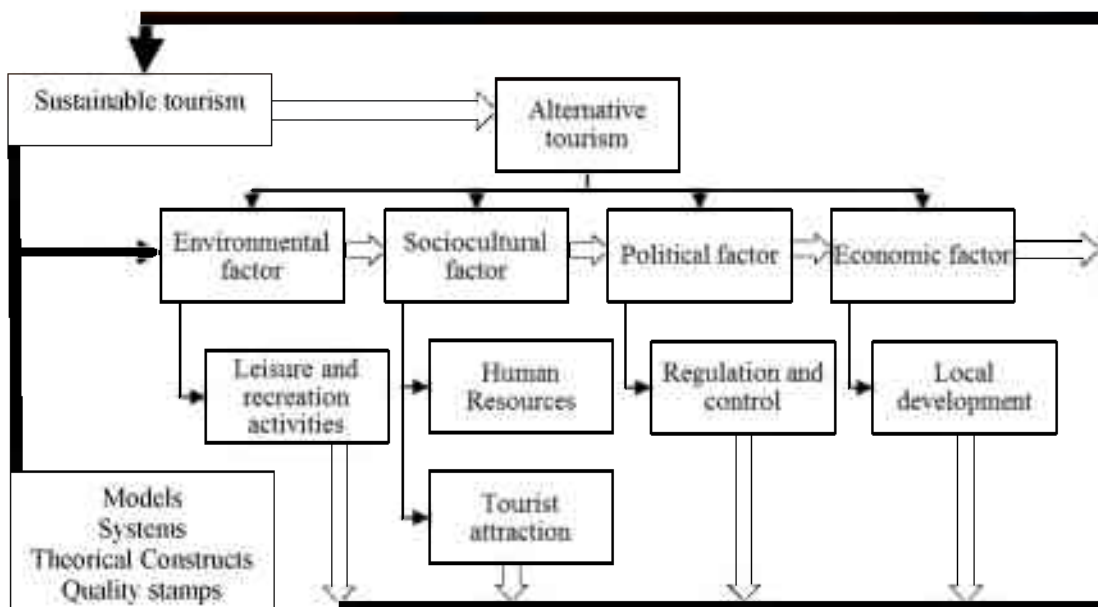 Sustainable tourism
Alternative
tourism
Environmental
factor
Sociocultural
factor
Political factor
Economic factor
Leisure and
recreation
activities
Human
Resources
Regulation and
control
Local
development
Tourist
attraction
Models
Systems
Theorical Constructs
Quality stamps